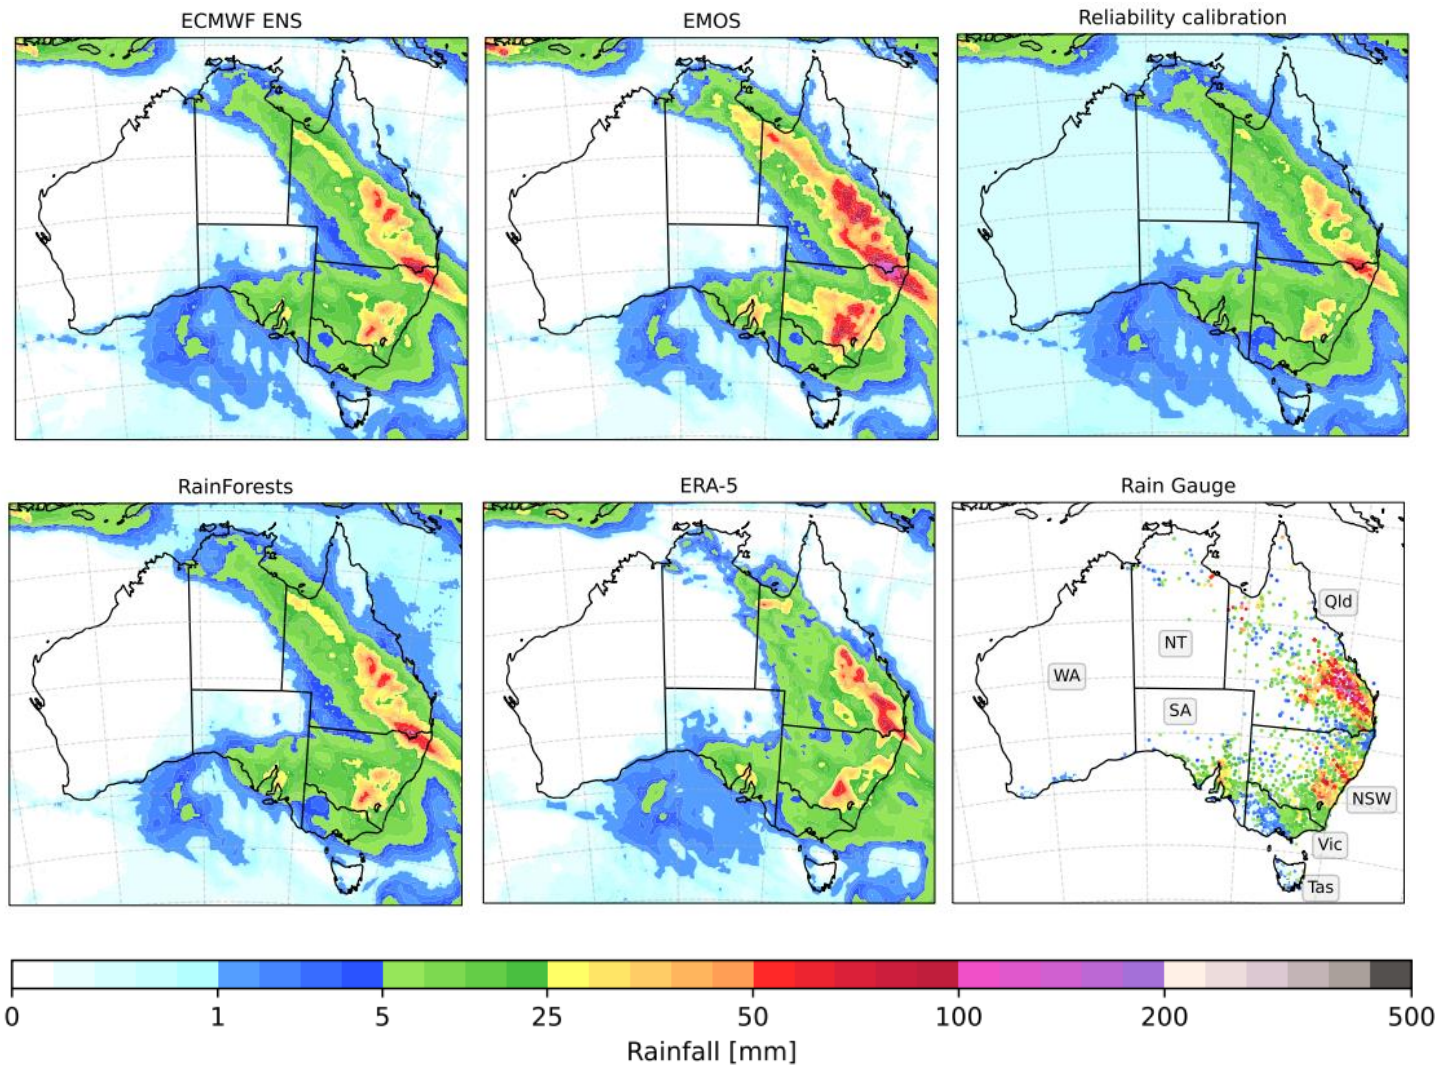 ECMWF ENS
EMOS
Reliability calibration
RainForests
ERA-5
Rain Gauge
Qld
NT
WA
SA
NSW
Vic
Tas
0 1 5 25 50 100 200 500
Rainfall [mm]